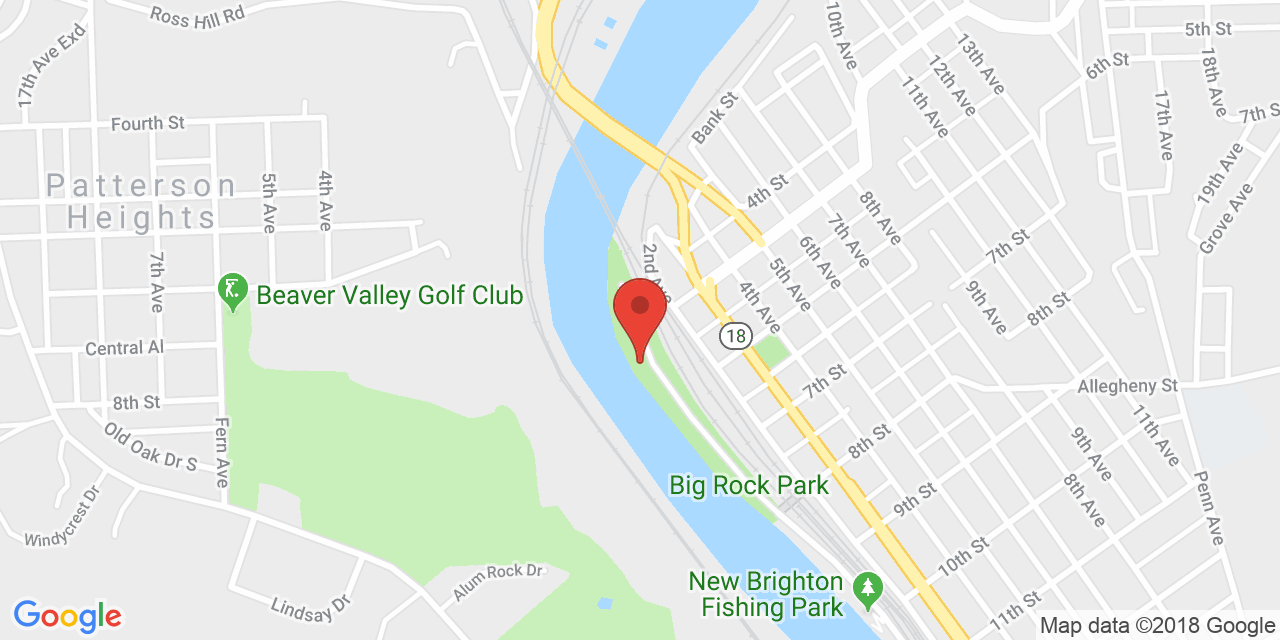 Ross Hill Rd
17th Ave Exd
Fourth St
Patterson
Heights
5th Ave
4th Ave
7th Ave
Beaver Valley Golf Club
Central Al
8th St
Old Oak Dr S
Fern Ave
Windycrest Dr
Lindsay Dr
Alum Rock Dr
10th Ave
13th Ave
12th Ave
11th Ave
5th St
6th St
18th Ave
17th Ave
7th St
19th Ave
Grove Ave
Bank St
4th St
8th Ave
7th Ave
6th Ave
5th Ave
4th Ave
2nd Ave
7th St
9th Ave
8th St
18
7th St
Allegheny St
8th St
11th Ave
9th Ave
8th Ave
Penn Ave
Big Rock Park
9th St
10th St
11th St
New Brighton
Fishing Park
Google
Map data ©2018 Google